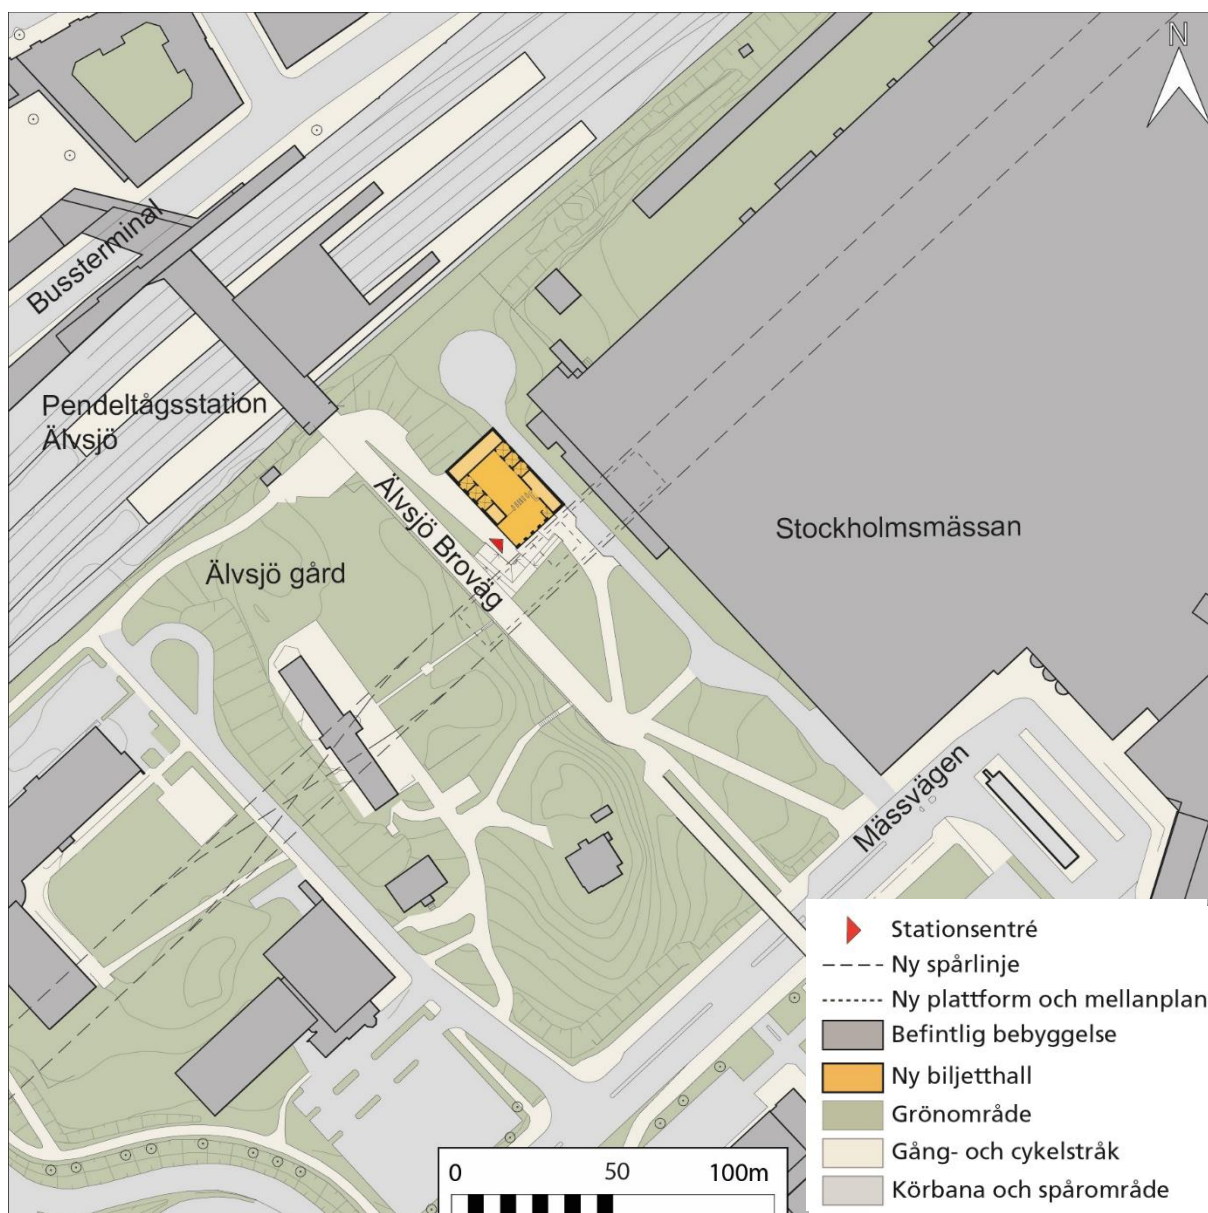 N
Bussterminal
Pendeltågsstation
Älvsjö
Älvsjö Broväg
Stockholmsmässan
Älvsjö gård
Mässvägen
Stationsentré
Ny spårlinje
Ny plattform och mellanplan
Befintlig bebyggelse
Ny biljetthall
Grönområde
Gång- och cykelstråk
Körbana och spårområde
0 50 100m